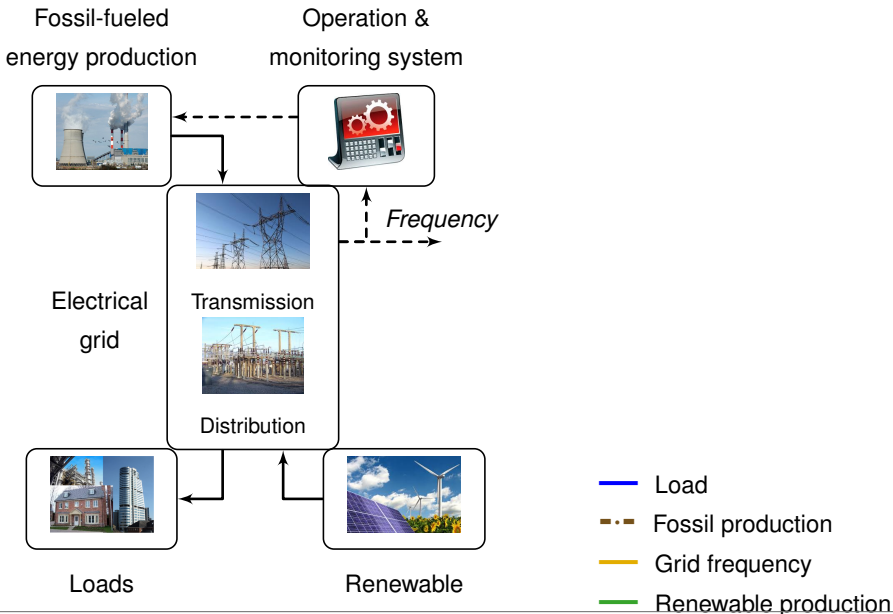 Fossil-fueled
energy production
Operation &
monitoring system
Frequency
Electrical
grid
Transmission
Distribution
Loads
Renewable
Load
Fossil production
Grid frequency
Renewable production